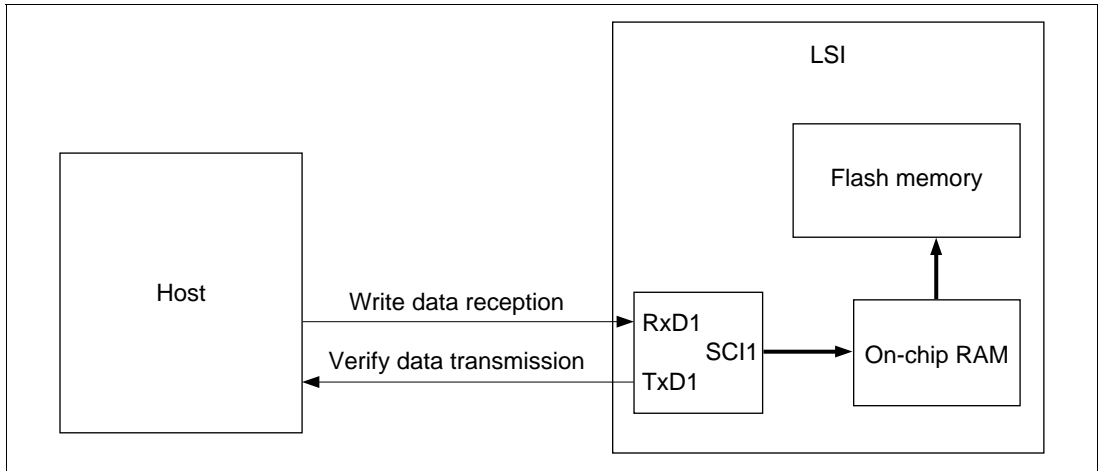 LSI
Flash memory
Host
Write data reception
RxD1
SCI1
On-chip RAM
Verify data transmission
TxD1